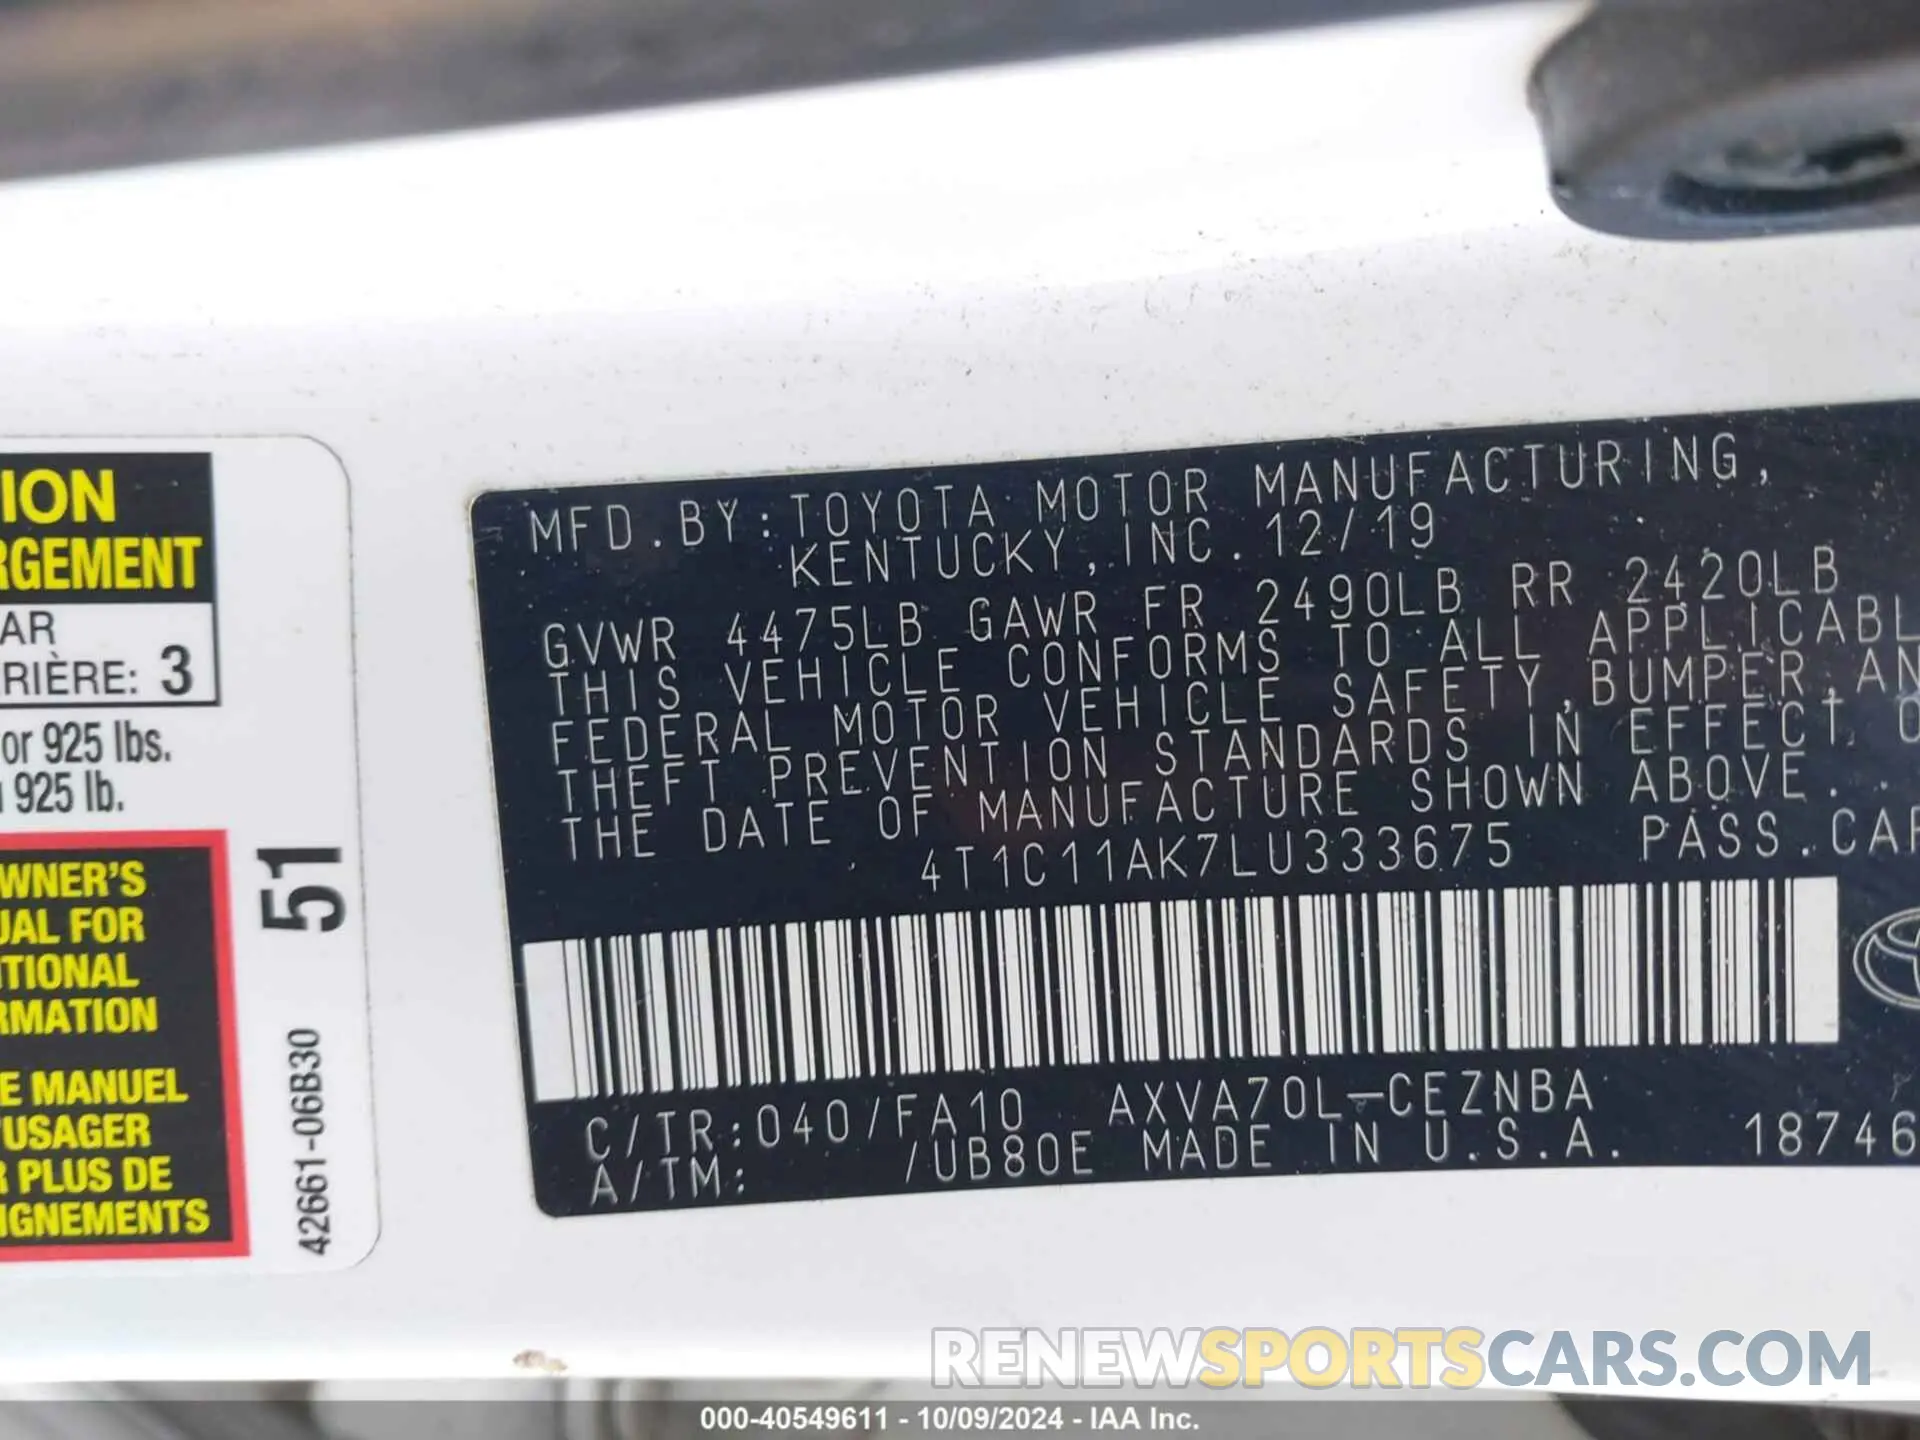 ION
RGEMENT
AR
RIÈRE: 3
or 925 lbs.
925 lb.
WNER'S
UAL FOR
ITIONAL
RMATION
E MANUEL
'USAGER
R PLUS DE
IGNEMENTS
51
42661-06B30
MFD. BY: TOYOTA MOTOR MANUFACTURING,
KENTUCKY, INC. 12/19
GVWR 4475LB GAWR FR 2490LB RR 2420LB
THIS VEHICLE CONFORMS TO ALL APPLICABL
FEDERAL MOTOR VEHICLE SAFETY, BUMPER, AN
THEFT PREVENTION STANDARDS IN EFFECT O
THE DATE OF MANUFACTURE SHOWN ABOVE.
4T1C11AK7LU333675 PASS. CAR
C/TR: 040/FA10 AXVA70L-CEZNBA
A/TM: /UB80E MADE IN U.S.A. 18746
RENEWSPORTSCARS.COM
000-40549611 - 10/09/2024 - IAA Inc.